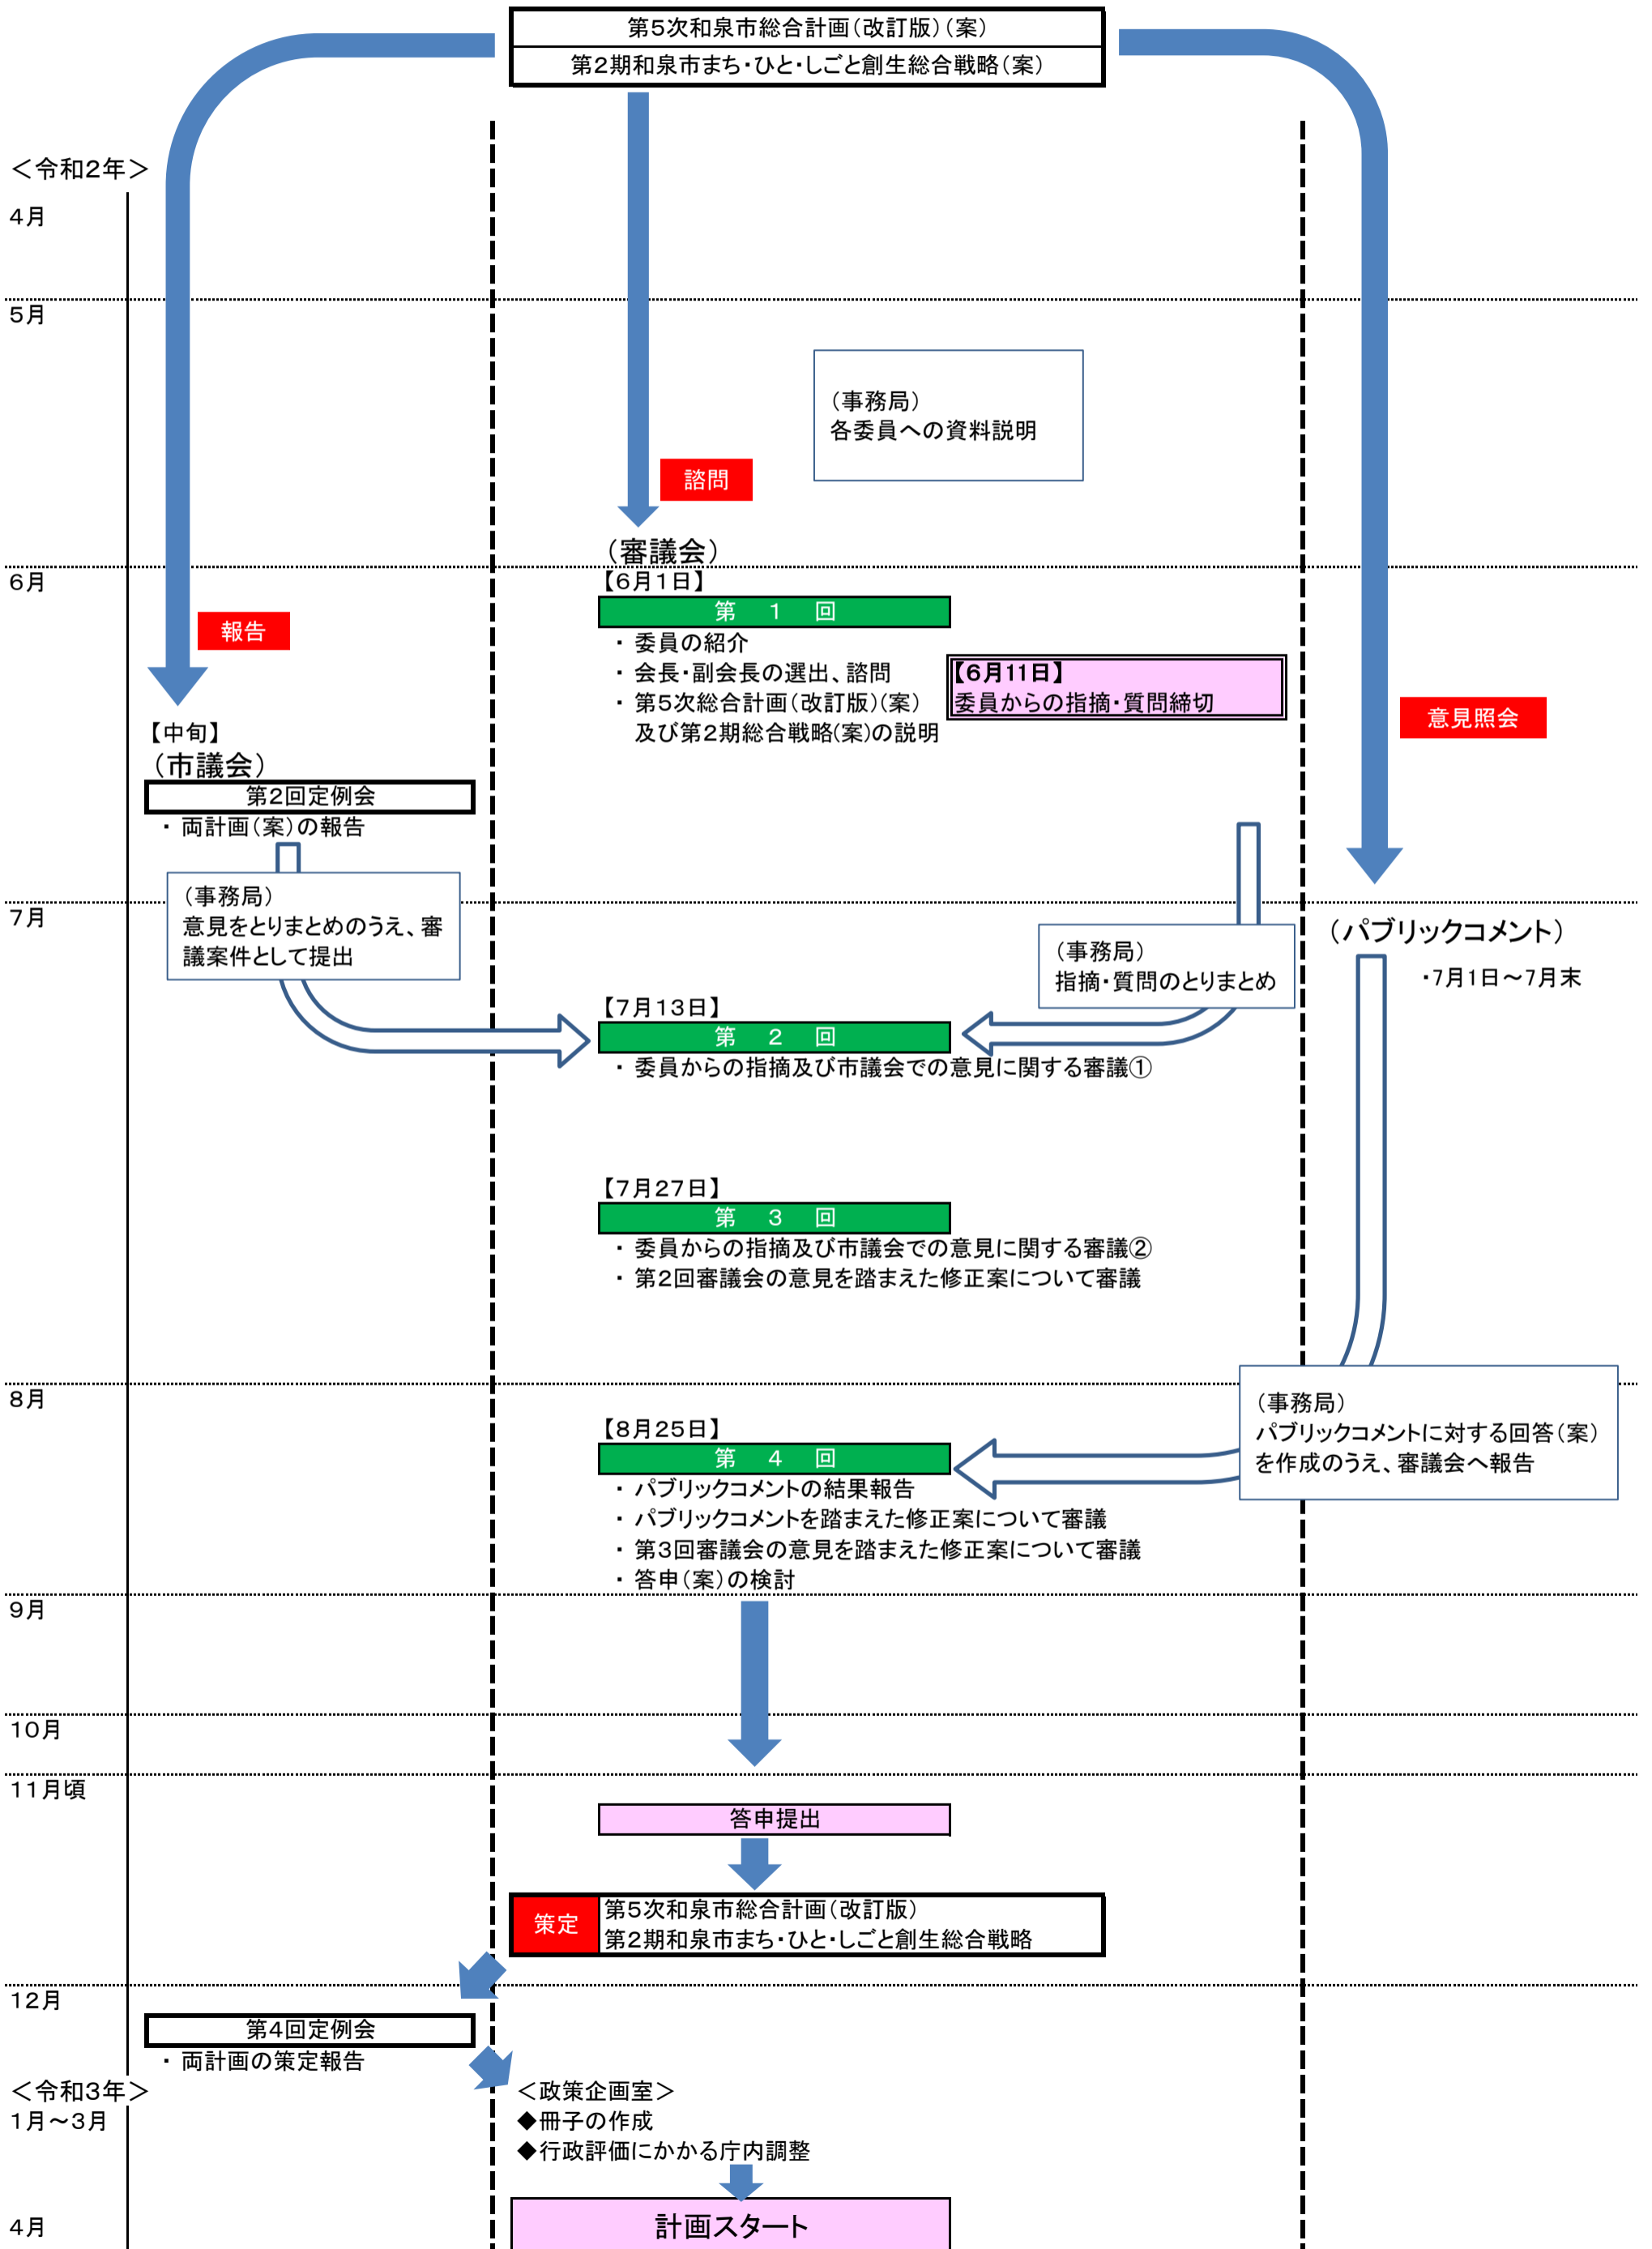 第5次和泉市総合計画（改訂版）（案）
第2期和泉市まち・ひと・しごと創生総合戦略（案）
＜令和2年＞
4月
5月
（事務局）
各委員への資料説明
諮問
（審議会）
6月
【6月1日】
第　1　回
・ 委員の紹介
・ 会長・副会長の選出、諮問
・ 第5次総合計画（改訂版）（案）
及び第2期総合戦略（案）の説明
【6月11日】
委員からの指摘・質問締切
報告
意見照会
【中旬】
（市議会）
第2回定例会
・ 両計画（案）の報告
（事務局）
意見をとりまとめのうえ、審
議案件として提出
7月
（パブリックコメント）
・7月1日～7月末
（事務局）
指摘・質問のとりまとめ
【7月13日】
第　2　回
・ 委員からの指摘及び市議会での意見に関する審議①
【7月27日】
第　3　回
・ 委員からの指摘及び市議会での意見に関する審議②
・ 第2回審議会の意見を踏まえた修正案について審議
8月
（事務局）
パブリックコメントに対する回答（案）
を作成のうえ、審議会へ報告
【8月25日】
第　4　回
・ パブリックコメントの結果報告
・ パブリックコメントを踏まえた修正案について審議
・ 第3回審議会の意見を踏まえた修正案について審議
・ 答申（案）の検討
9月
10月
11月頃
答申提出
策定
第5次和泉市総合計画（改訂版）
第2期和泉市まち・ひと・しごと創生総合戦略
12月
第4回定例会
・ 両計画の策定報告
＜令和3年＞
1月～3月
＜政策企画室＞
◆冊子の作成
◆行政評価にかかる庁内調整
4月
計画スタート